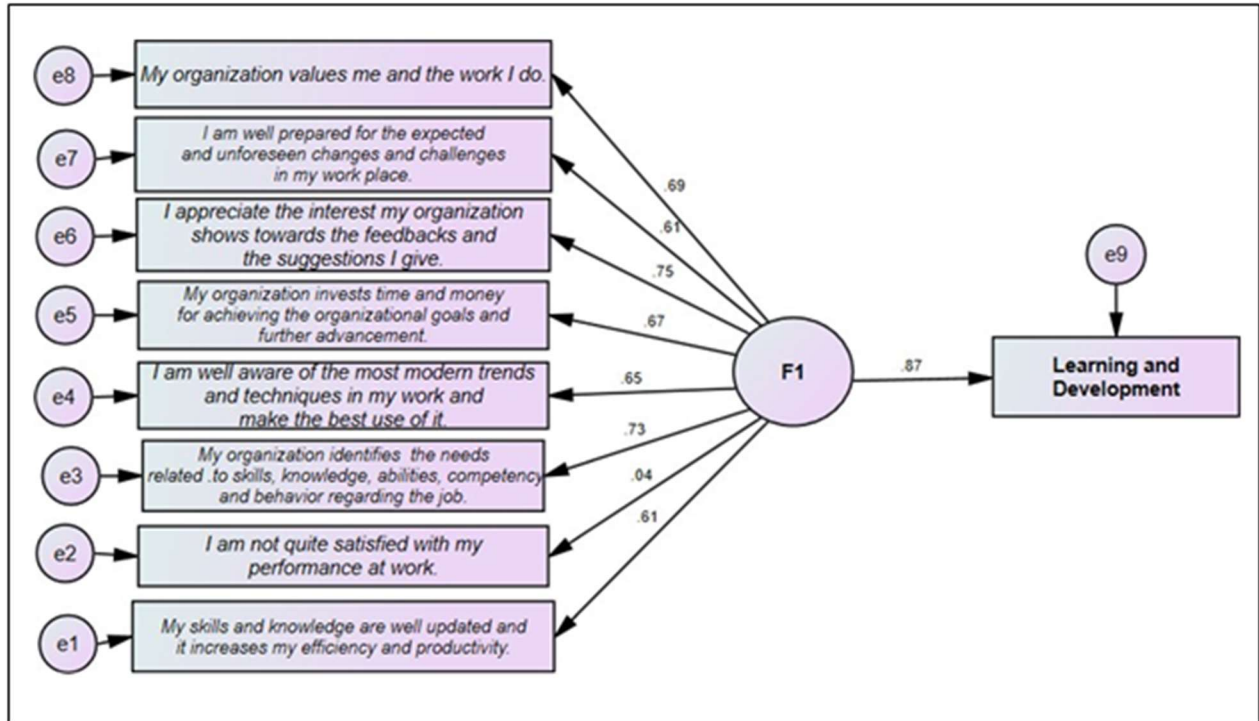 e8
My organization values me and the work I do.
e7
I am well prepared for the expected
and unforeseen changes and challenges
in my work place.
.69
e6
I appreciate the interest my organization
shows towards the feedbacks and
the suggestions I give.
.61
e9
.75
e5
My organization invests time and money
for achieving the organizational goals and
further advancement.
.67
F1
.87
Learning and
Development
e4
I am well aware of the most modern trends
and techniques in my work and
make the best use of it.
.65
.73
e3
My organization identifies the needs
related .to skills, knowledge, abilities, competency
and behavior regarding the job.
.04
e2
I am not quite satisfied with my
performance at work.
.61
e1
My skills and knowledge are well updated and
it increases my efficiency and productivity.